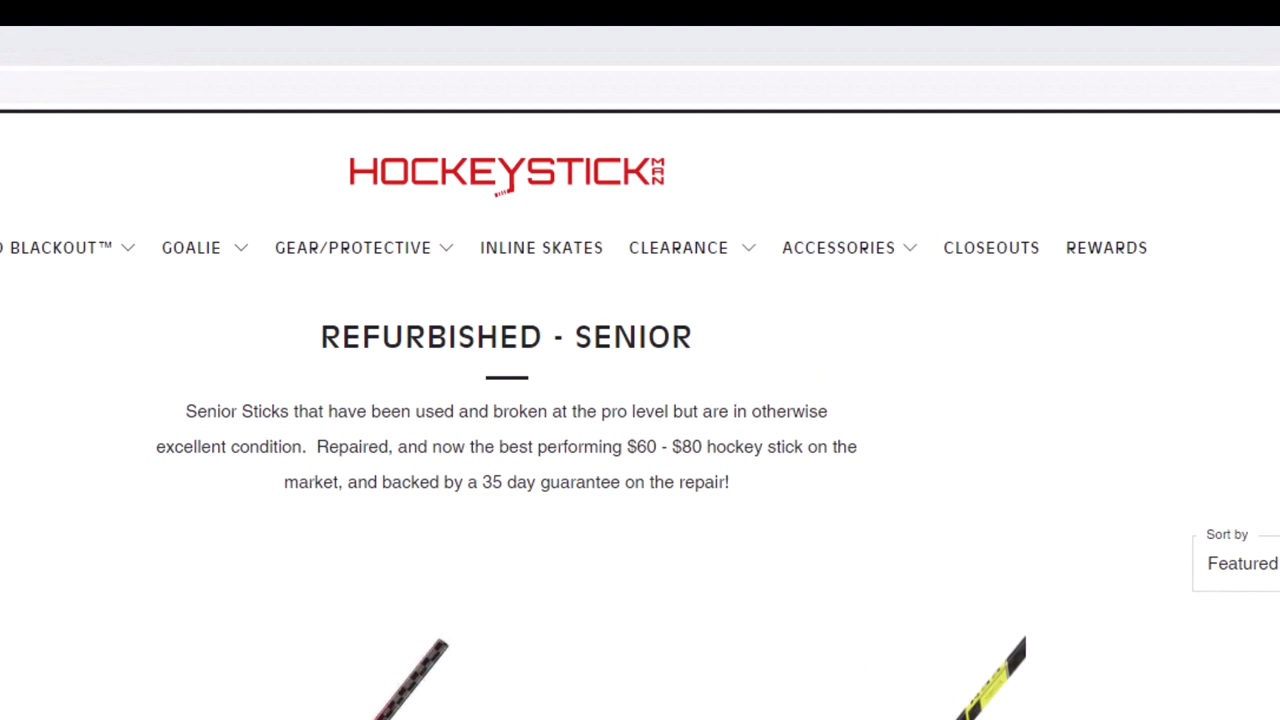 HOCKEYSTICK MAN
BLACKOUT™ GOALIE GEAR/PROTECTIVE INLINE SKATES CLEARANCE ACCESSORIES CLOSEOUTS REWARDS
REFURBISHED - SENIOR
Senior Sticks that have been used and broken at the pro level but are in otherwise
excellent condition.  Repaired, and now the best performing $60 - $80 hockey stick on the
market, and backed by a 35 day guarantee on the repair!
Sort by
Featured